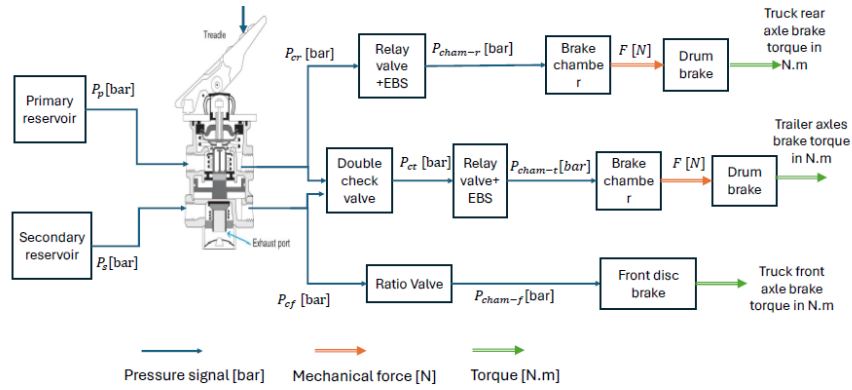 Treadle
Truck rear
axle brake
torque in
N.m
P_cr [bar]
Relay
valve
+EBS
P_cham-r [bar]
Brake
chambe
r
F [N]
Drum
brake
Primary
reservoir
P_p [bar]
Trailer axles
brake torque
in N.m
Double
check
valve
P_ct [bar]
Relay
valve+
EBS
P_cham-t [bar]
Brake
chambe
r
F [N]
Drum
brake
Secondary
reservoir
P_s [bar]
Exhaust port
P_cf [bar]
Ratio Valve
P_cham-f [bar]
Front disc
brake
Truck front
axle brake
torque in N.m
Pressure signal [bar]
Mechanical force [N]
Torque [N.m]